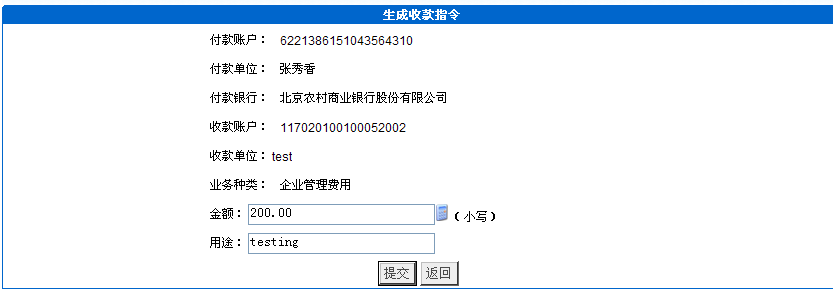 生成收款指令
付款账户： 6221386151043564310
付款单位： 张秀香
付款银行： 北京农村商业银行股份有限公司
收款账户： 117020100100052002
收款单位：test
业务种类： 企业管理费用
金额：200.00（小写）
用途：testing
提交 返回